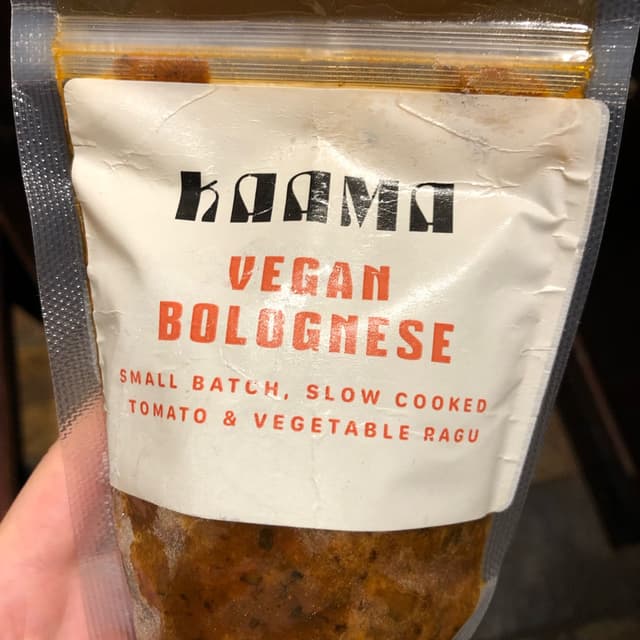 KAAMA
VEGAN
BOLOGNESE
SMALL BATCH, SLOW COOKED
TOMATO & VEGETABLE RAGU